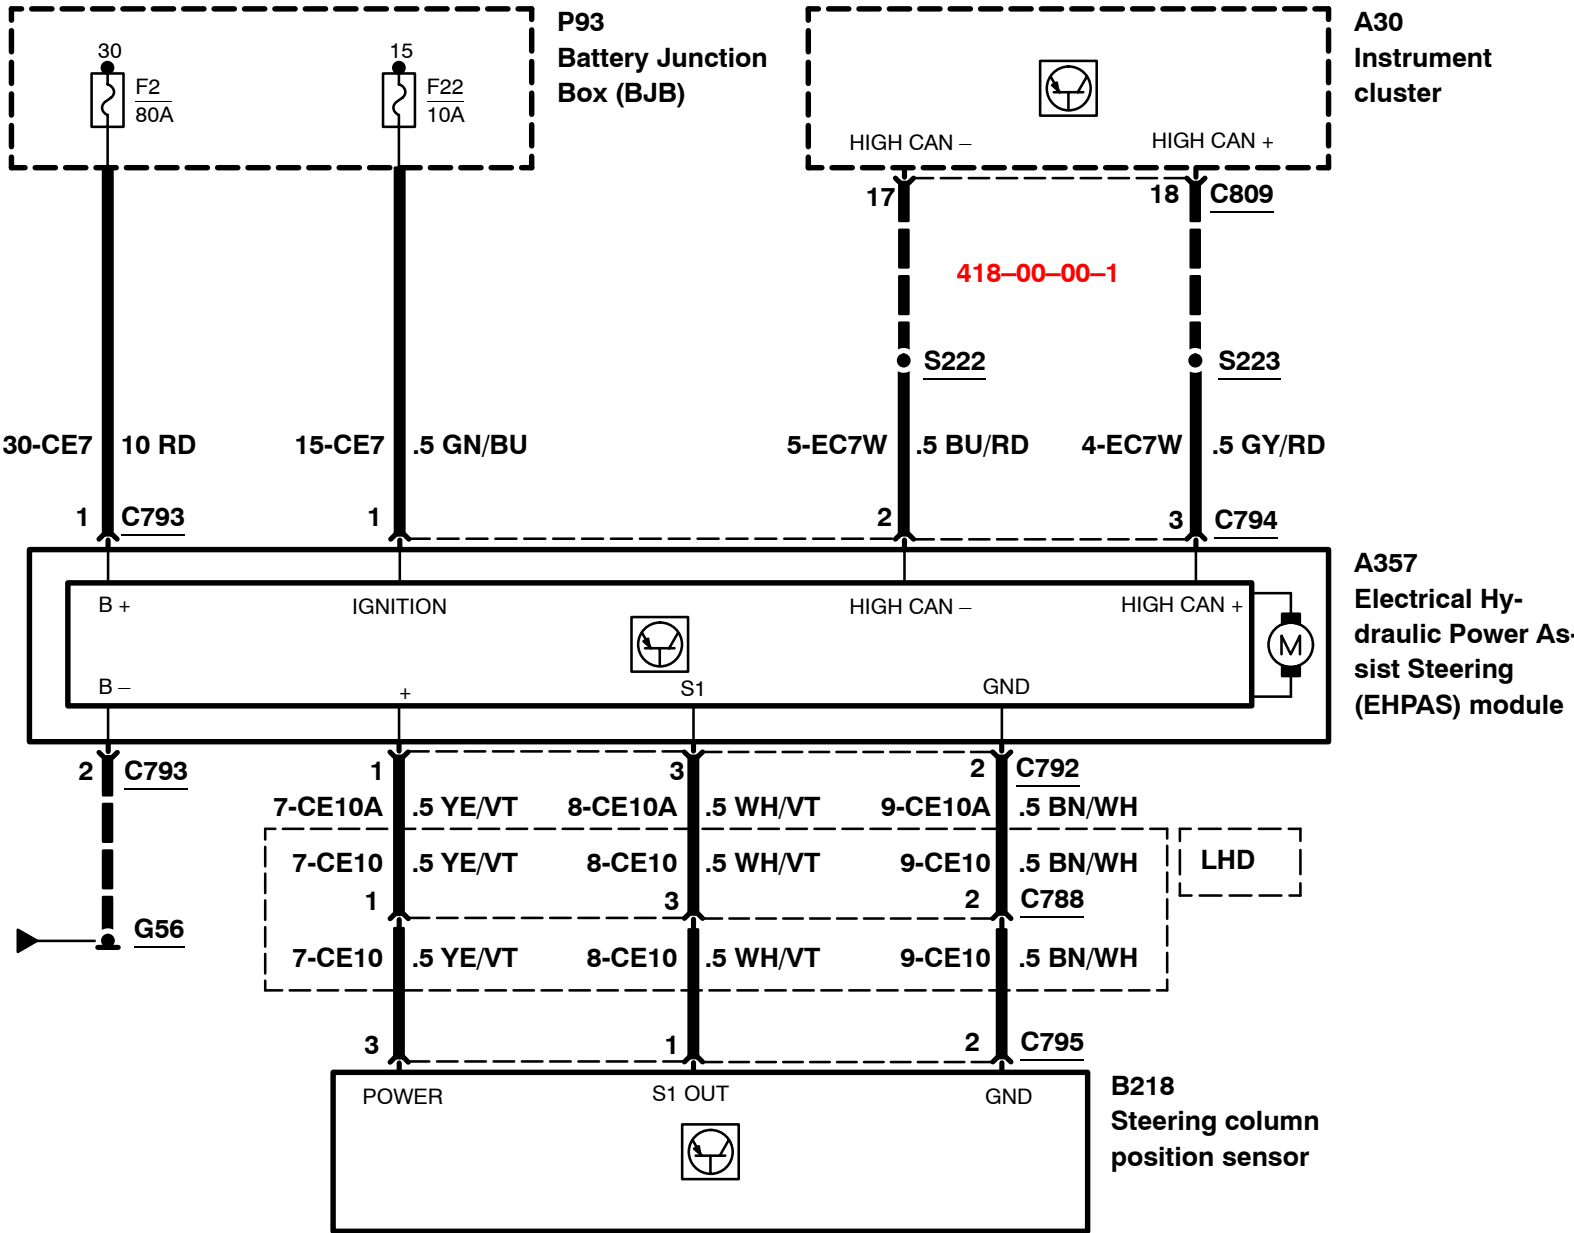 P93
Battery Junction
Box (BJB)
30
F2
80A
15
F22
10A
A30
Instrument
cluster
HIGH CAN –
HIGH CAN +
17
18
C809
418–00–00–1
S222
S223
30-CE7
10 RD
15-CE7
.5 GN/BU
5-EC7W
.5 BU/RD
4-EC7W
.5 GY/RD
1
C793
1
2
3
C794
A357
Electrical Hy-
draulic Power As-
sist Steering
(EHPAS) module
B +
IGNITION
HIGH CAN –
HIGH CAN +
M
B –
+
S1
GND
2
C793
1
3
2
C792
7-CE10A
.5 YE/VT
8-CE10A
.5 WH/VT
9-CE10A
.5 BN/WH
7-CE10
.5 YE/VT
8-CE10
.5 WH/VT
9-CE10
.5 BN/WH
LHD
1
3
2
C788
G56
7-CE10
.5 YE/VT
8-CE10
.5 WH/VT
9-CE10
.5 BN/WH
3
1
2
C795
POWER
S1 OUT
GND
B218
Steering column
position sensor